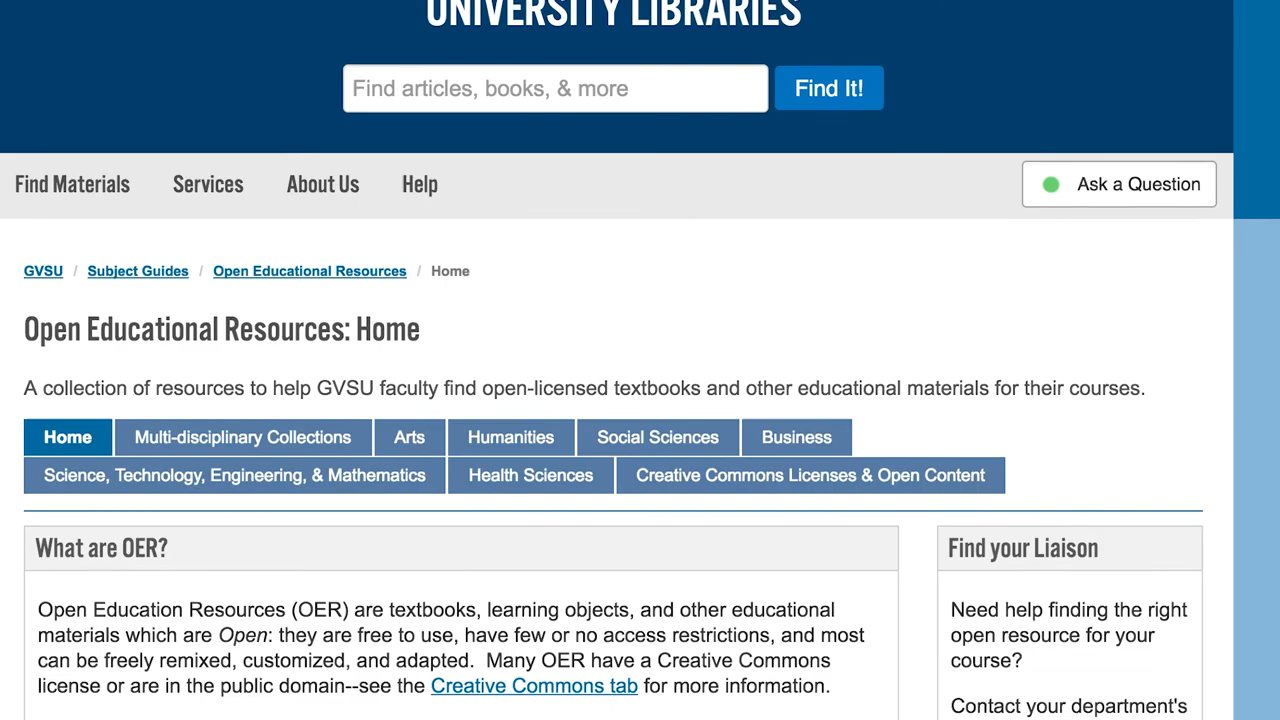 UNIVERSITY LIBRARIES
Find articles, books, & more
Find It!
Find Materials
Services
About Us
Help
Ask a Question
GVSU / Subject Guides / Open Educational Resources / Home
Open Educational Resources: Home
A collection of resources to help GVSU faculty find open-licensed textbooks and other educational materials for their courses.
Home
Multi-disciplinary Collections
Arts
Humanities
Social Sciences
Business
Science, Technology, Engineering, & Mathematics
Health Sciences
Creative Commons Licenses & Open Content
What are OER?
Open Education Resources (OER) are textbooks, learning objects, and other educational
materials which are Open: they are free to use, have few or no access restrictions, and most
can be freely remixed, customized, and adapted.  Many OER have a Creative Commons
license or are in the public domain--see the Creative Commons tab for more information.
Find your Liaison
Need help finding the right
open resource for your
course?
Contact your department's